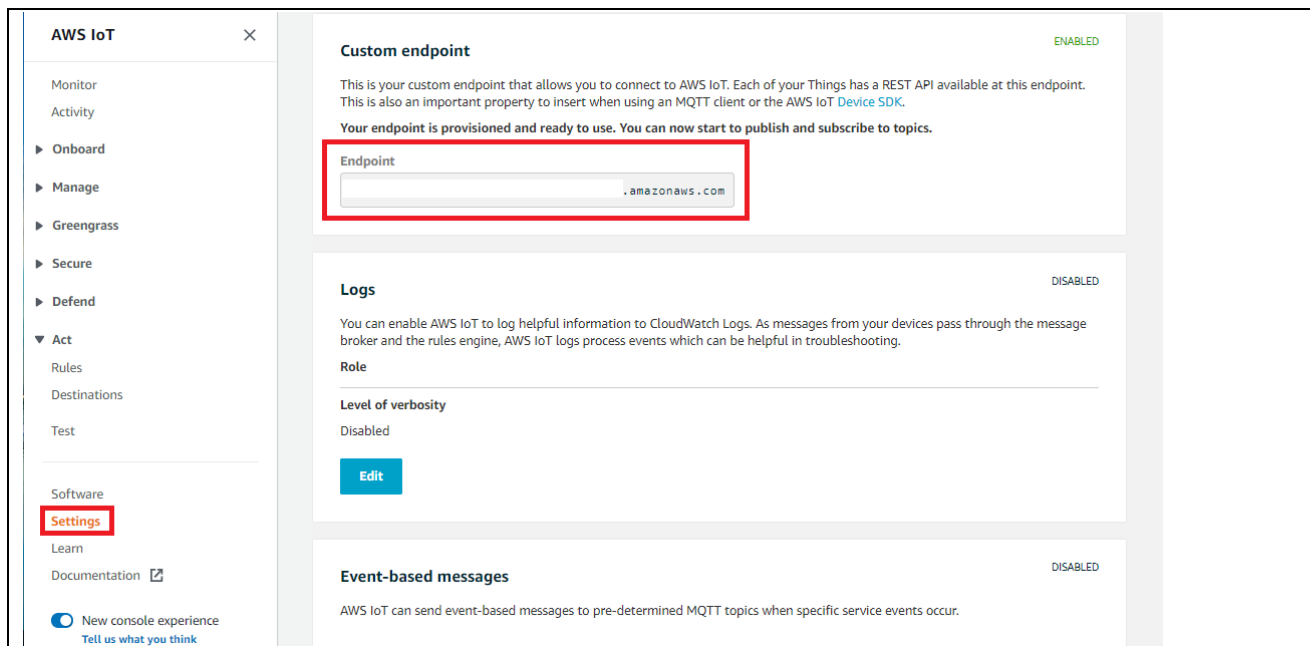 AWS IoT
Monitor
Activity
Onboard
Manage
Greengrass
Secure
Defend
Act
Rules
Destinations
Test
Software
Settings
Learn
Documentation
New console experience
Tell us what you think
Custom endpoint
ENABLED
This is your custom endpoint that allows you to connect to AWS IoT. Each of your Things has a REST API available at this endpoint.
This is also an important property to insert when using an MQTT client or the AWS IoT Device SDK.
Your endpoint is provisioned and ready to use. You can now start to publish and subscribe to topics.
Endpoint
.amazonaws.com
Logs
DISABLED
You can enable AWS IoT to log helpful information to CloudWatch Logs. As messages from your devices pass through the message
broker and the rules engine, AWS IoT logs process events which can be helpful in troubleshooting.
Role
Level of verbosity
Disabled
Edit
Event-based messages
DISABLED
AWS IoT can send event-based messages to pre-determined MQTT topics when specific service events occur.